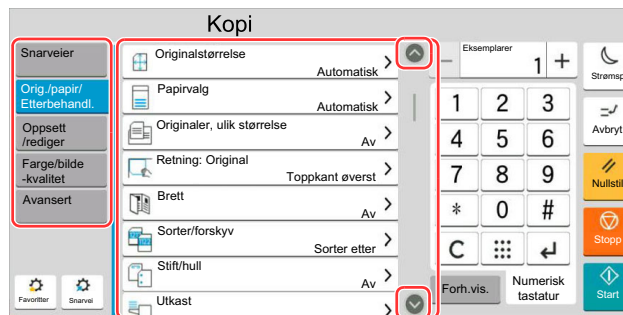 Kopi
Snarveier
Orig./papir/
Etterbehandl.
Oppsett
/rediger
Farge/bilde
-kvalitet
Avansert
Favoritter
Snarvei
Originalstørrelse
Automatisk
Papirvalg
Automatisk
Originaler, ulik størrelse
Av
Retning: Original
Toppkant øverst
Brett
Av
Sorter/forskyv
Sorter etter
Stift/hull
Av
Utkast
Eksemplarer
− 1 +
1 2 3
4 5 6
7 8 9
* 0 #
C
Forh.vis.
Numerisk
tastatur
Strømsp
Avbryt
Nullstil
Stopp
Start